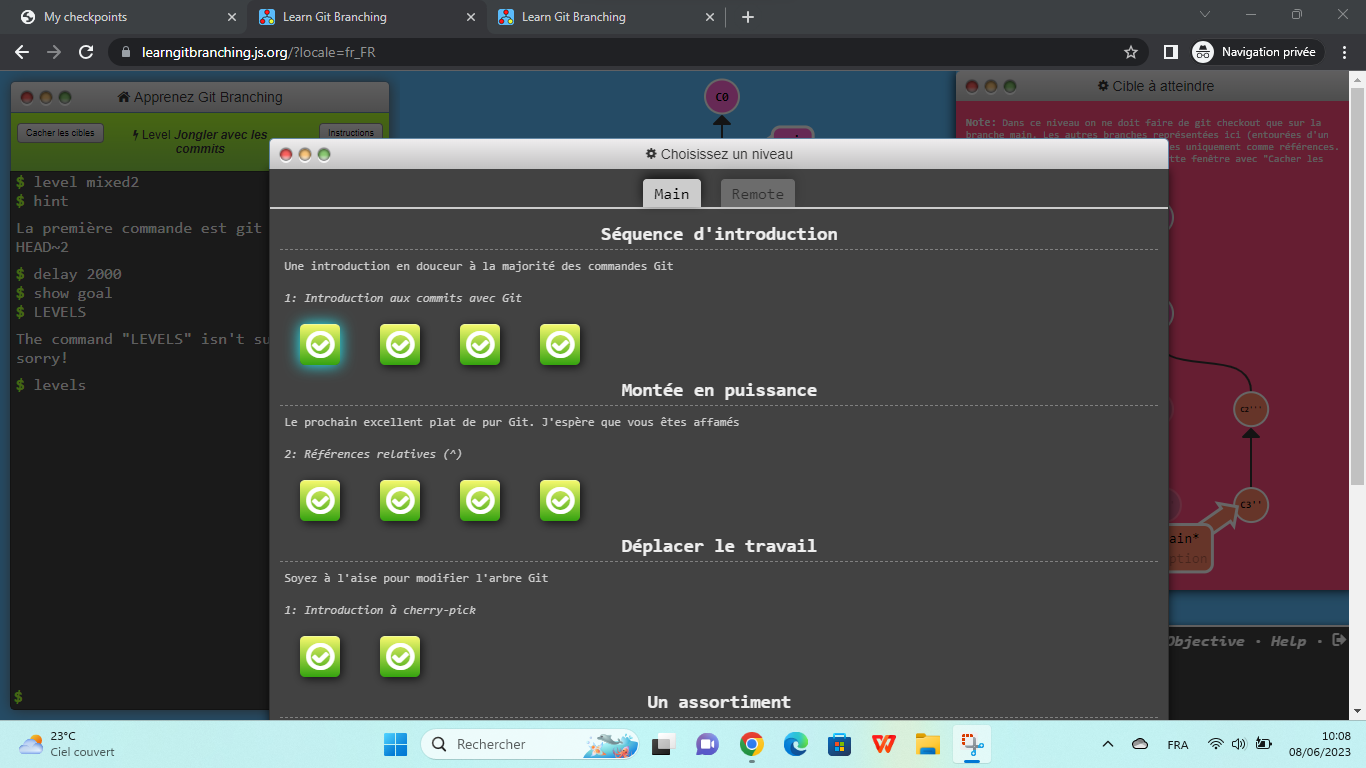 My checkpoints
Learn Git Branching
Learn Git Branching
learngitbranching.js.org/?locale=fr_FR
Navigation privée
Apprenez Git Branching
Cacher les cibles
Level Jongler avec les commits
Instructions
$ level mixed2
$ hint
La première commande est git
HEAD~2
$ delay 2000
$ show goal
$ LEVELS
The command "LEVELS" isn't su
sorry!
$ levels
$
C0
Cible à atteindre
Note: Dans ce niveau on ne doit faire de git checkout que sur la
branche main. Les autres branches représentées ici (entourées d'un
es uniquement comme références.
tte fenêtre avec "Cacher les
C2'''
C3''
ain*
ption
Objective · Help ·
Choisissez un niveau
Main
Remote
Séquence d'introduction
Une introduction en douceur à la majorité des commandes Git
1: Introduction aux commits avec Git
Montée en puissance
Le prochain excellent plat de pur Git. J'espère que vous êtes affamés
2: Références relatives (^)
Déplacer le travail
Soyez à l'aise pour modifier l'arbre Git
1: Introduction à cherry-pick
Un assortiment
23°C
Ciel couvert
Rechercher
FRA
10:08
08/06/2023